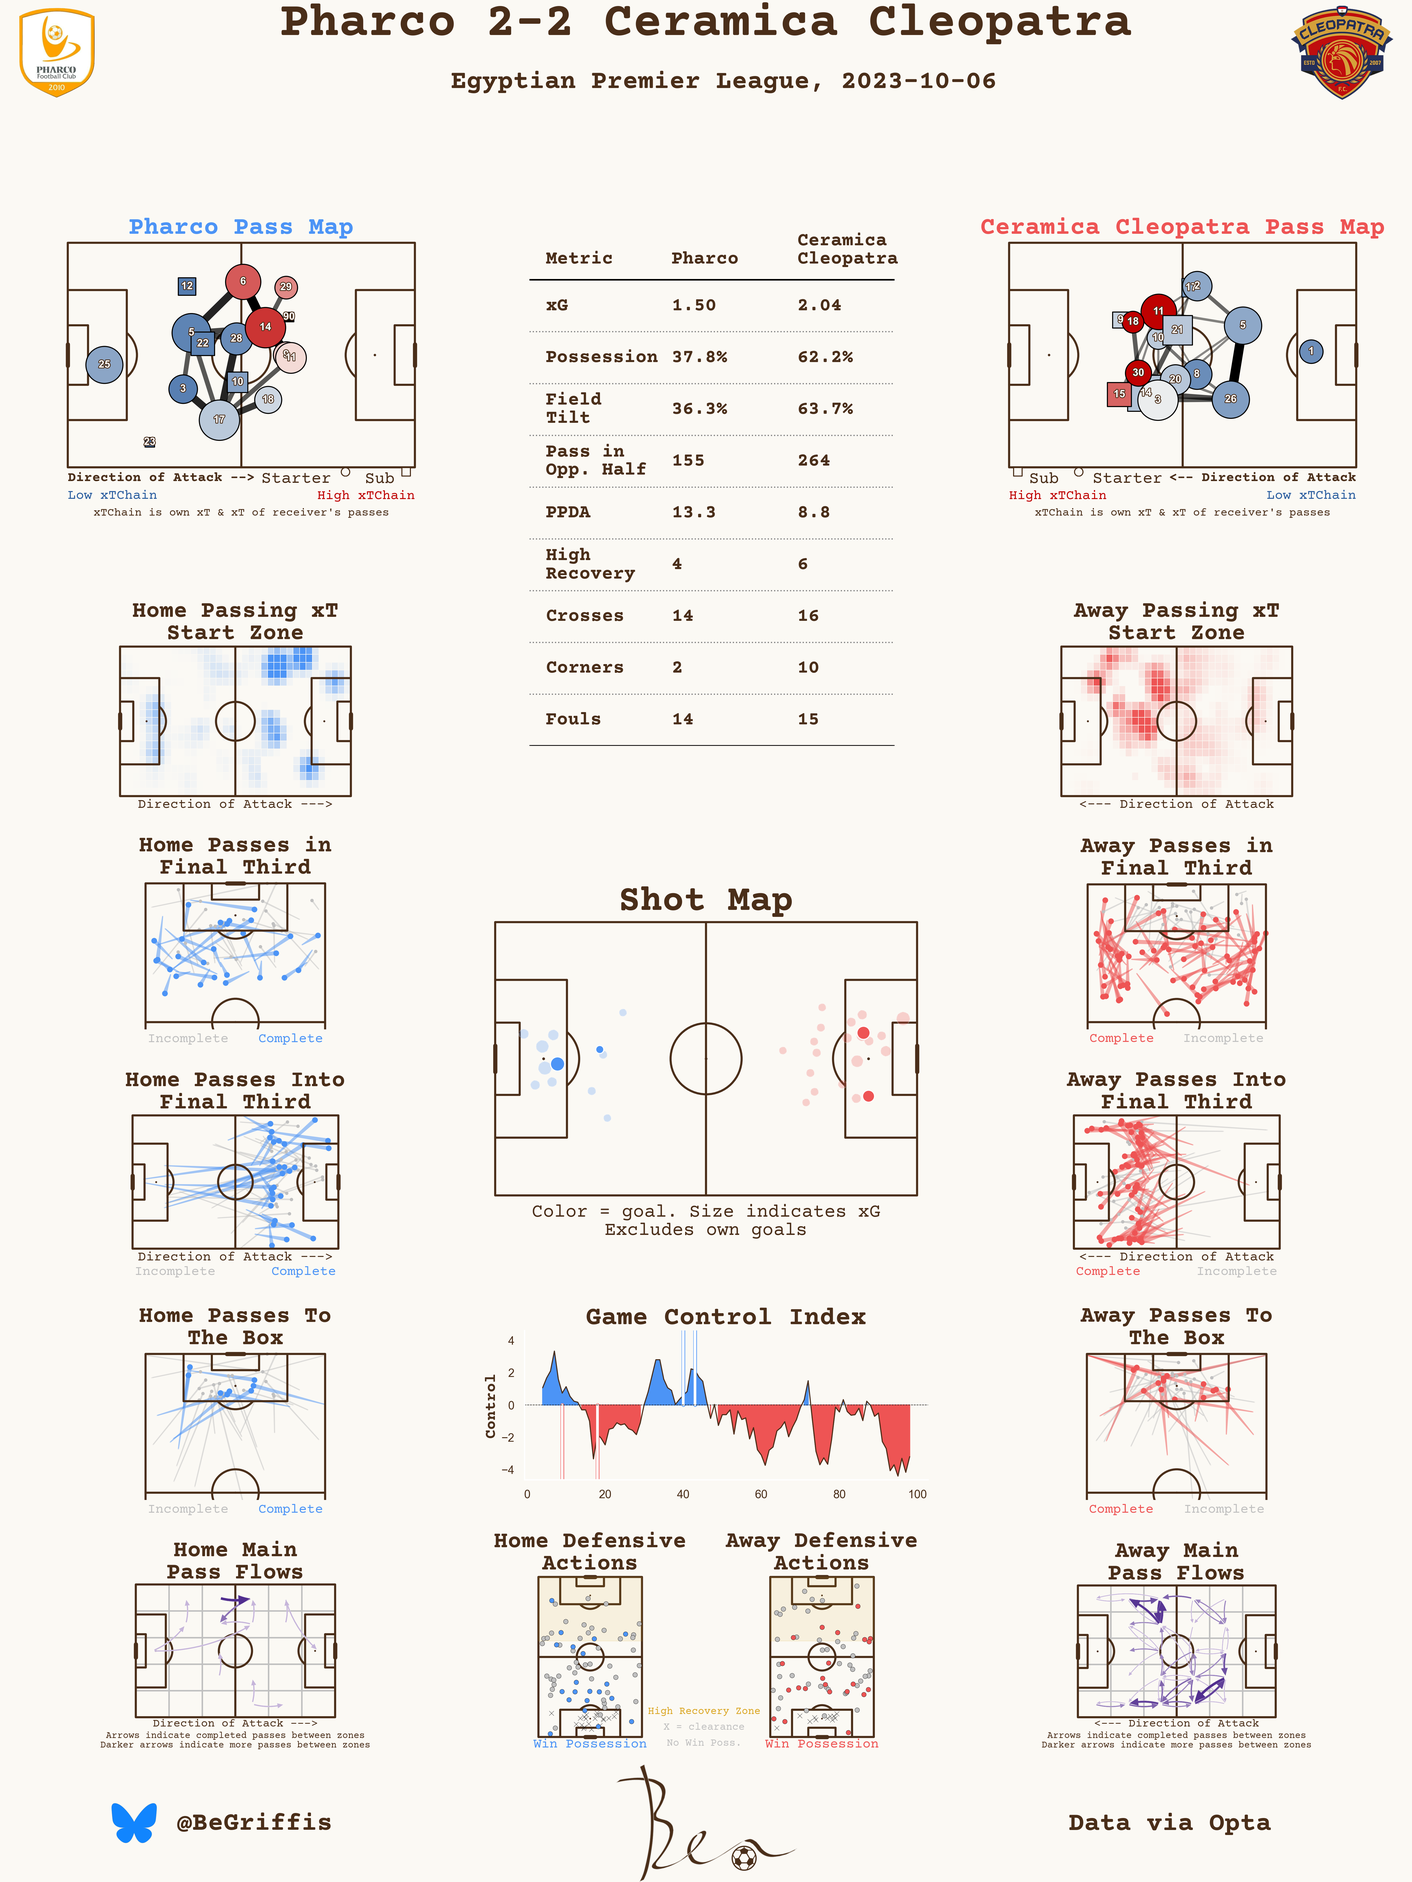 Pharco 2-2 Ceramica Cleopatra
Egyptian Premier League, 2023-10-06
PHARCO
Football Club
2010
CLEOPATRA
ESTD
2007
F.C.
Pharco Pass Map
12
6
29
90
5
22
28
14
9
11
25
3
10
17
18
23
Direction of Attack --> Starter Sub
Low xTChain High xTChain
xTChain is own xT & xT of receiver's passes
Metric Pharco Ceramica
Cleopatra
xG 1.50 2.04
Possession 37.8% 62.2%
Field
Tilt 36.3% 63.7%
Pass in
Opp. Half 155 264
PPDA 13.3 8.8
High
Recovery 4 6
Crosses 14 16
Corners 2 10
Fouls 14 15
Ceramica Cleopatra Pass Map
2
11
9
18
21
10
5
1
30
20
8
15
14
3
26
Sub Starter <-- Direction of Attack
High xTChain Low xTChain
xTChain is own xT & xT of receiver's passes
Home Passing xT
Start Zone
Direction of Attack --->
Away Passing xT
Start Zone
<--- Direction of Attack
Home Passes in
Final Third
Incomplete Complete
Away Passes in
Final Third
Complete Incomplete
Shot Map
Color = goal. Size indicates xG
Excludes own goals
Home Passes Into
Final Third
Direction of Attack --->
Incomplete Complete
Away Passes Into
Final Third
<--- Direction of Attack
Complete Incomplete
Home Passes To
The Box
Incomplete Complete
Game Control Index
Control
4
2
0
−2
−4
0 20 40 60 80 100
Away Passes To
The Box
Complete Incomplete
Home Main
Pass Flows
Direction of Attack --->
Arrows indicate completed passes between zones
Darker arrows indicate more passes between zones
Home Defensive
Actions
Win Possession
Away Defensive
Actions
Win Possession
High Recovery Zone
X = clearance
No Win Poss.
Away Main
Pass Flows
<--- Direction of Attack
Arrows indicate completed passes between zones
Darker arrows indicate more passes between zones
@BeGriffis
Ben
Data via Opta